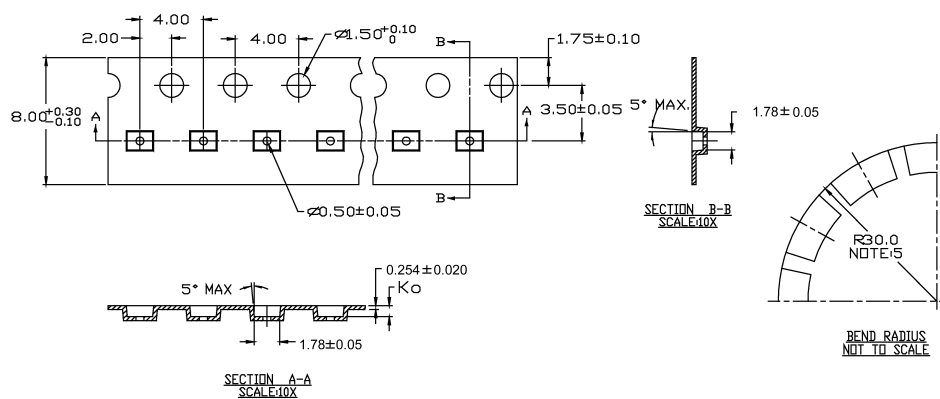 4.00
2.00
4.00
Ø1.50+0.10 0
B
1.75±0.10
8.00+0.30 -0.10
A
A
3.50±0.05
5° MAX.
1.78±0.05
Ø0.50±0.05
B
SECTION B-B
SCALE:10X
R30.0
NOTE:5
0.254±0.020
5° MAX
Ko
1.78±0.05
BEND RADIUS
NOT TO SCALE
SECTION A-A
SCALE:10X